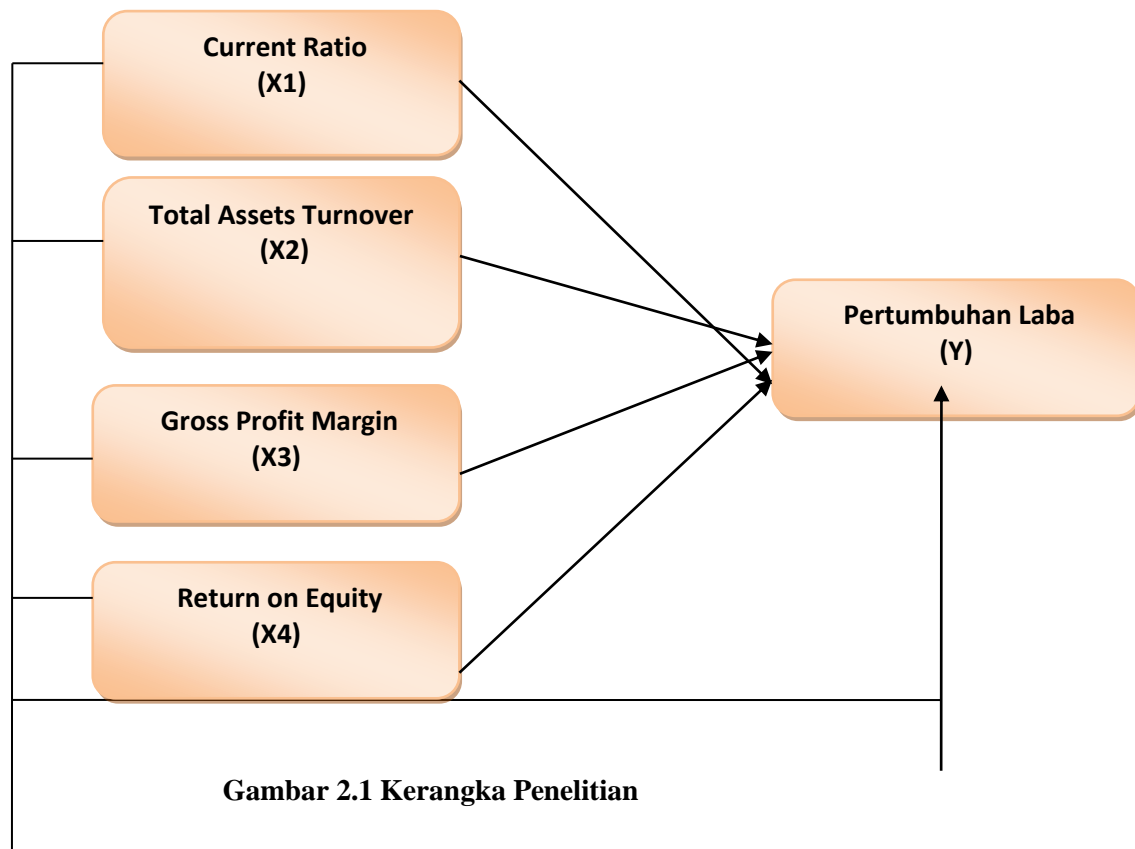 Current Ratio
(X1)
Total Assets Turnover
(X2)
Pertumbuhan Laba
(Y)
Gross Profit Margin
(X3)
Return on Equity
(X4)
Gambar 2.1 Kerangka Penelitian